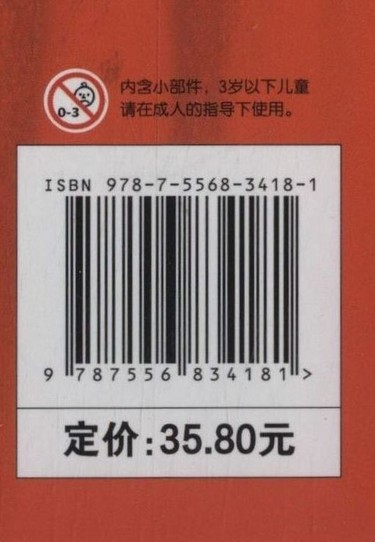 0-3
内含小部件，3岁以下儿童
请在成人的指导下使用。
ISBN 978-7-5568-3418-1
9 787556 834181 >
定价:35.80元